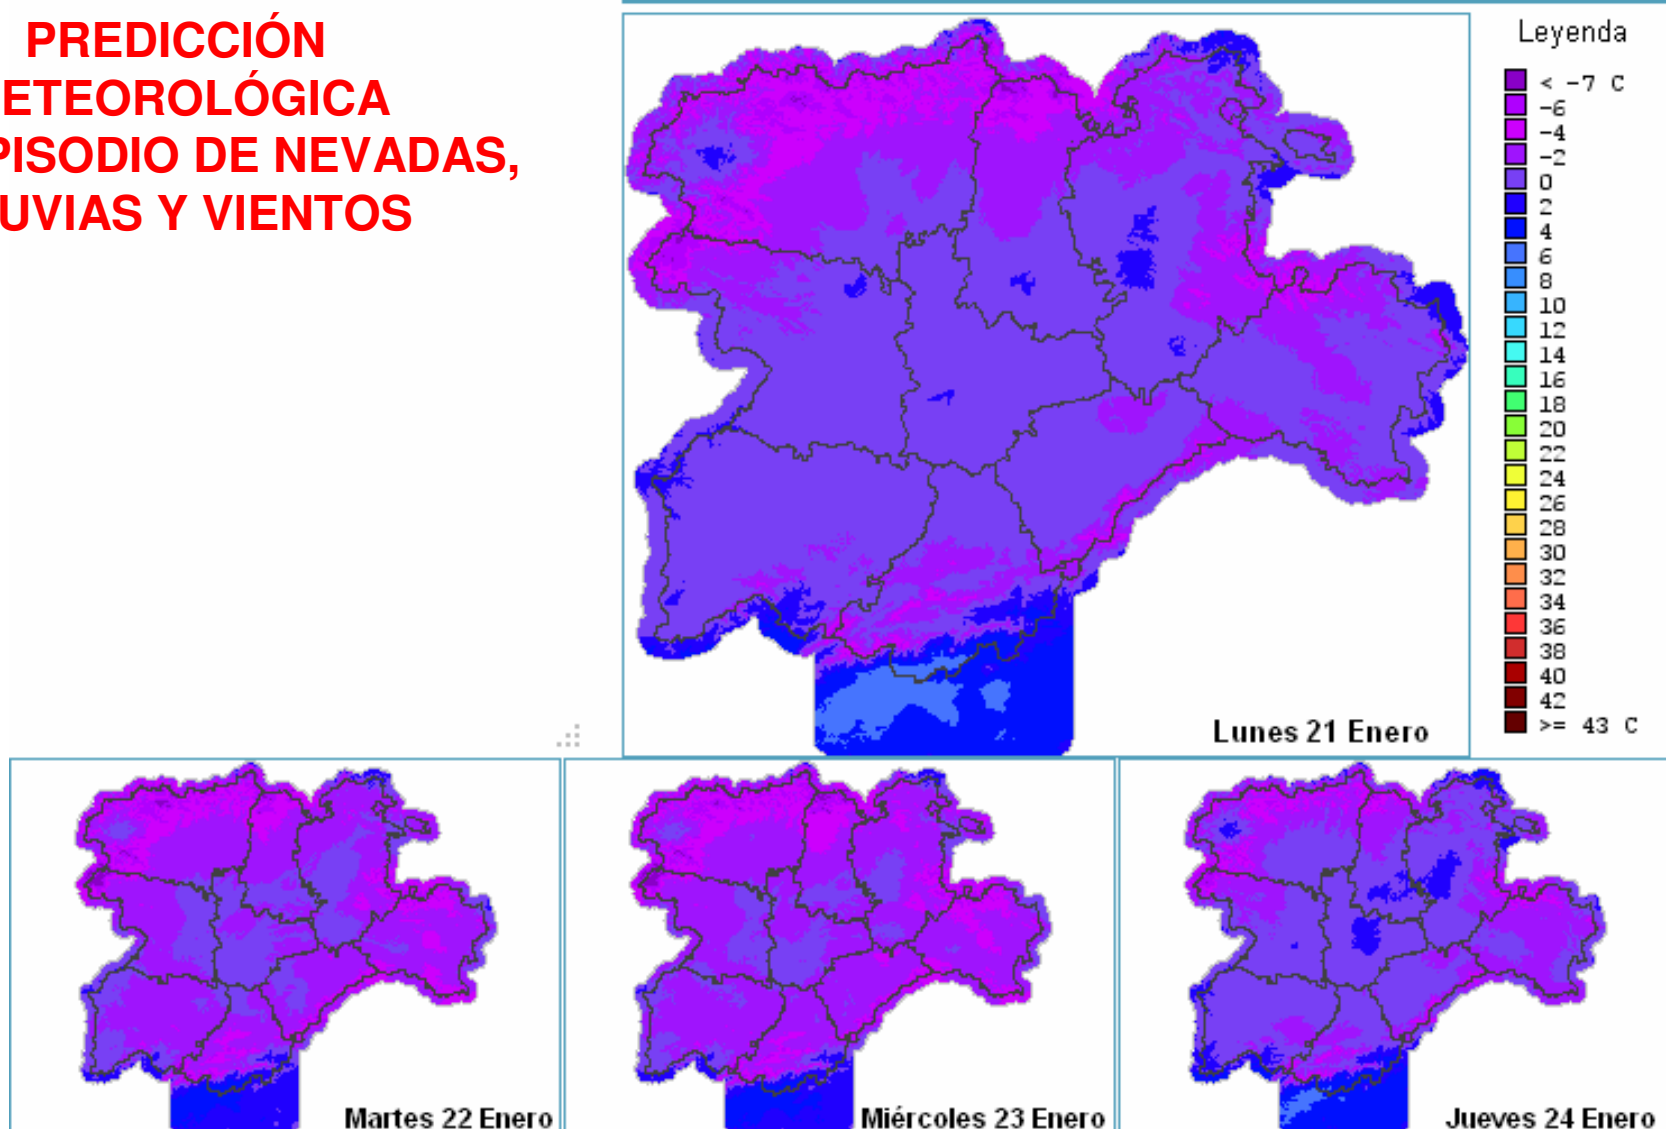 PREDICCIÓN
ETEOROLÓGICA
PISODIO DE NEVADAS,
UVIAS Y VIENTOS
Leyenda
< -7 C
-6
-4
-2
0
2
4
6
8
10
12
14
16
18
20
22
24
26
28
30
32
34
36
38
40
42
>= 43 C
Lunes 21 Enero
Martes 22 Enero
Miércoles 23 Enero
Jueves 24 Enero